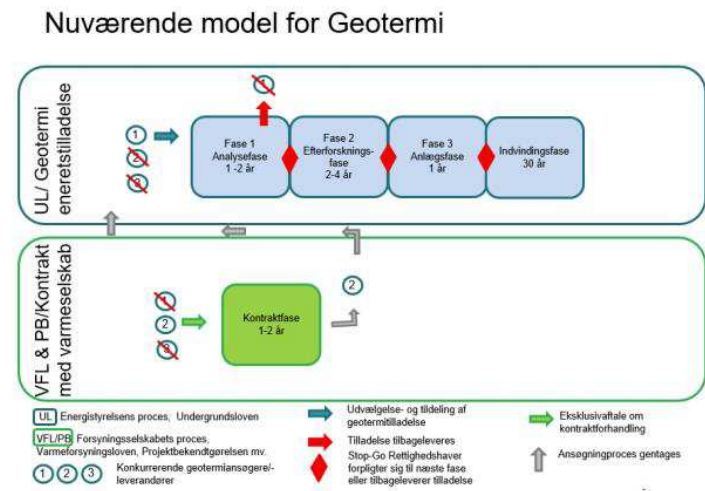 Nuværende model for Geotermi
UL/ Geotermi
eneretstilladelse
1
1
2
3
Fase 1
Analysefase
1 -2 år
Fase 2
Efterforsknings-
fase
2-4 år
Fase 3
Anlægsfase
1 år
Indvindingsfase
30 år
VFL & PB/Kontrakt
med varmeselskab
1
2
3
Kontraktfase
1-2 år
2
UL Energistyrelsens proces, Undergrundsloven
VFL/PB Forsyningsselskabets proces,
Varmeforsyningsloven, Projektbekendtgørelsen mv.
1 2 3 Konkurrerende geotermiansøgere/-
leverandører
Udvælgelse- og tildeling af
geotermitilladelse
Tilladelse tilbageleveres
Stop-Go Rettighedshaver
forpligter sig til næste fase
eller tilbageleverer tilladelse
Eksklusivaftale om
kontraktforhandling
Ansøgningproces gentages